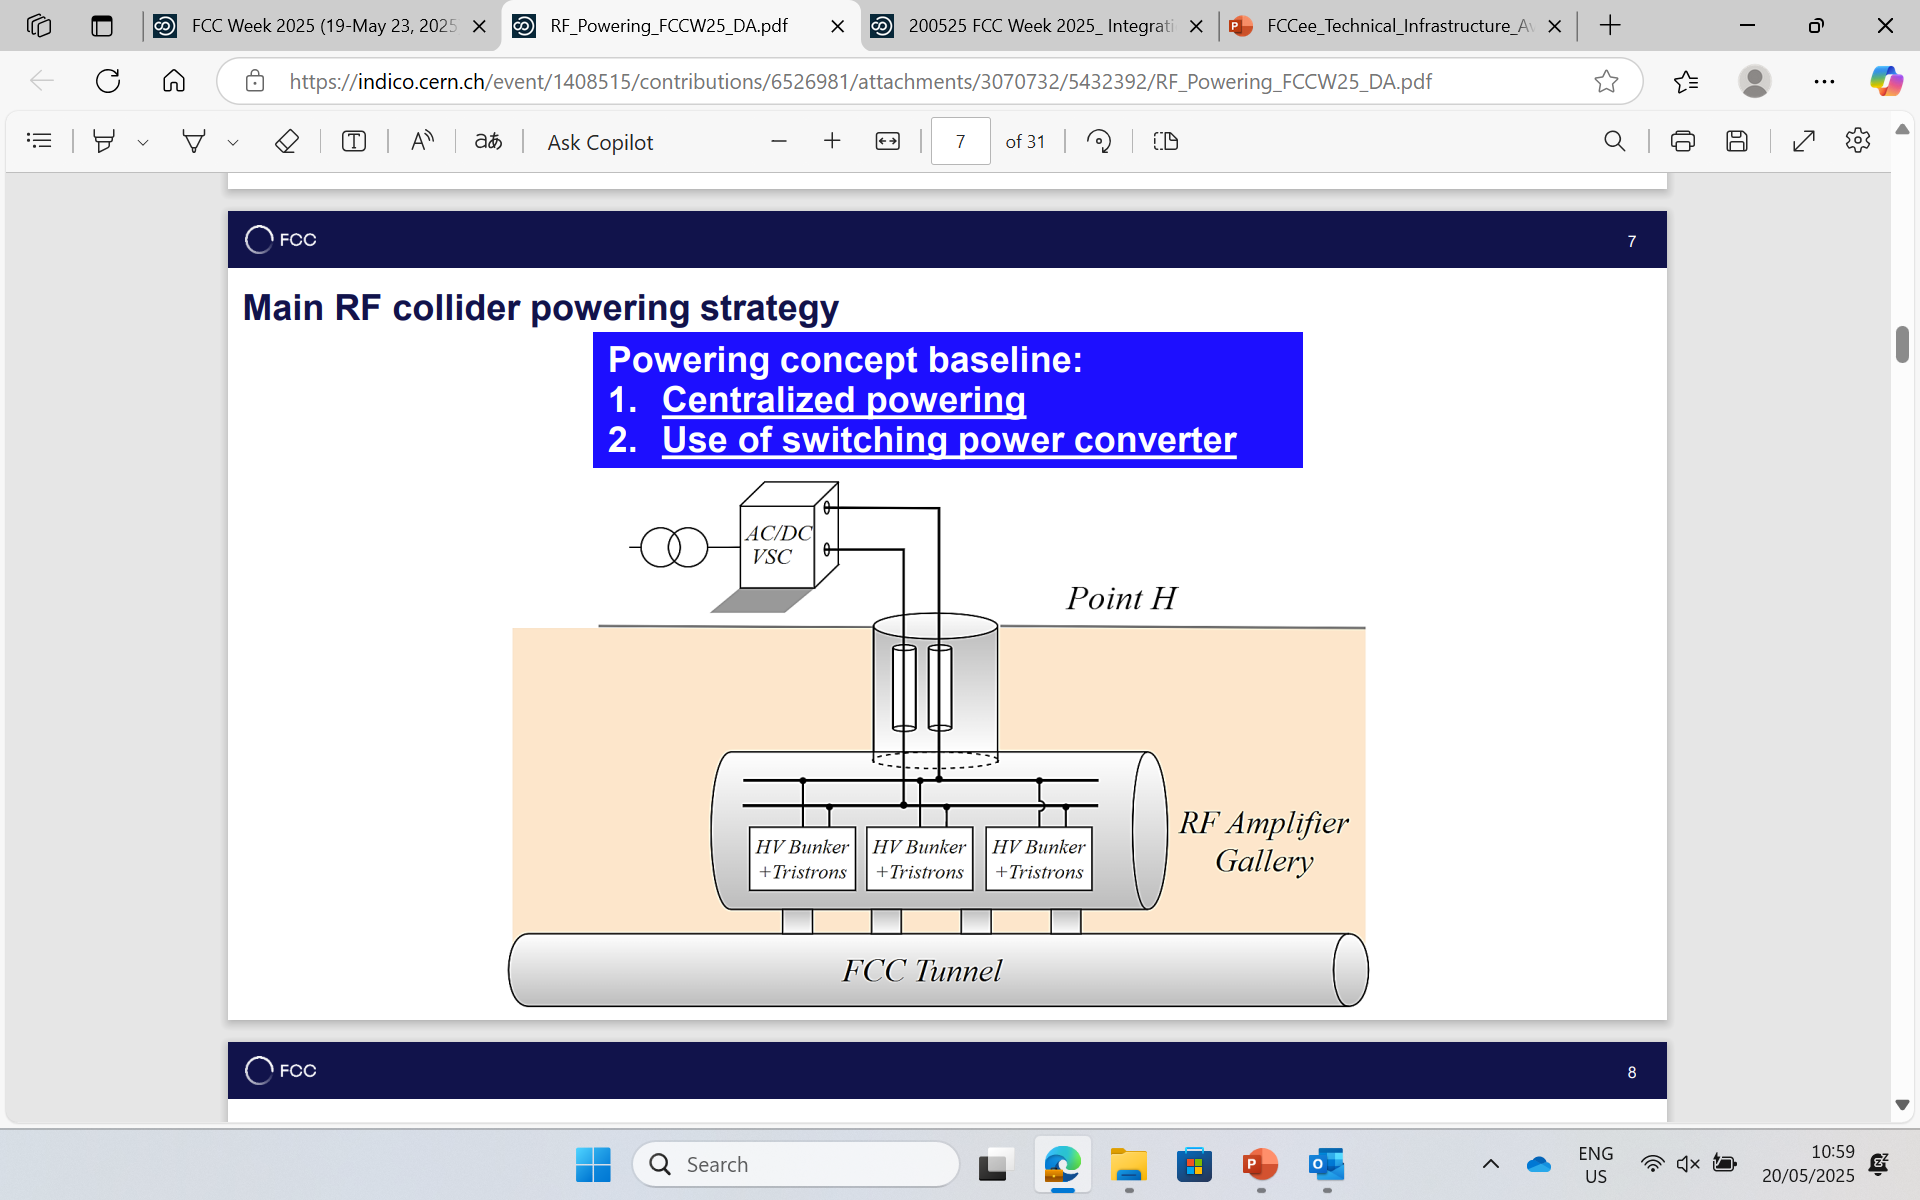 FCC Week 2025 (19-May 23, 2025
RF_Powering_FCCW25_DA.pdf
200525 FCC Week 2025_ Integrati
FCCee_Technical_Infrastructure_Av
https://indico.cern.ch/event/1408515/contributions/6526981/attachments/3070732/5432392/RF_Powering_FCCW25_DA.pdf
Ask Copilot
7
of 31
FCC
7
Main RF collider powering strategy
Powering concept baseline:
1. Centralized powering
2. Use of switching power converter
AC/DC
VSC
Point H
RF Amplifier
Gallery
HV Bunker
+Tristrons
HV Bunker
+Tristrons
HV Bunker
+Tristrons
FCC Tunnel
FCC
8
Search
ENG
US
10:59
20/05/2025